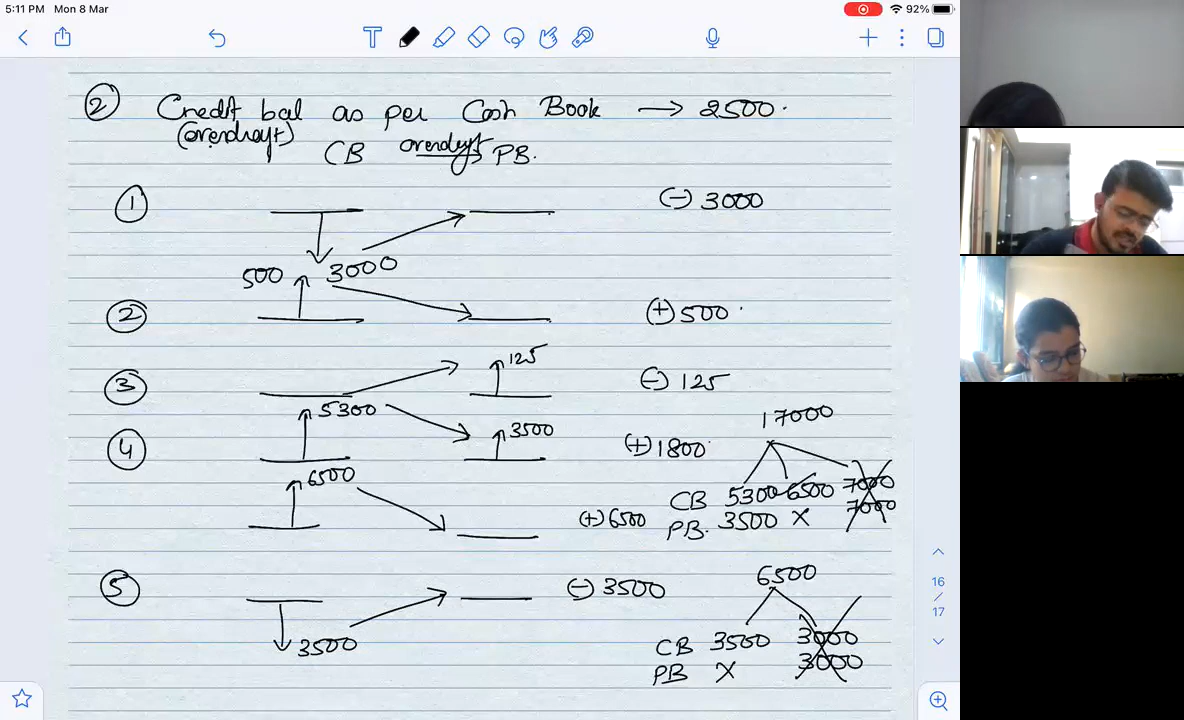 5:11 PM Mon 8 Mar
92%
② Credit bal as per Cash Book → 2500.
(overdraft)
CB overdraft PB.
① (-) 3000
500 3000
② (+) 500.
125
③ (-) 125
5300
3500
17000
④ (+) 1800.
6500
CB 5300 6500 7000
(+) 6500 PB. 3500 X 7000
6500
⑤ (-) 3500
3500
CB 3500 3000
PB X 3000
16
/
17